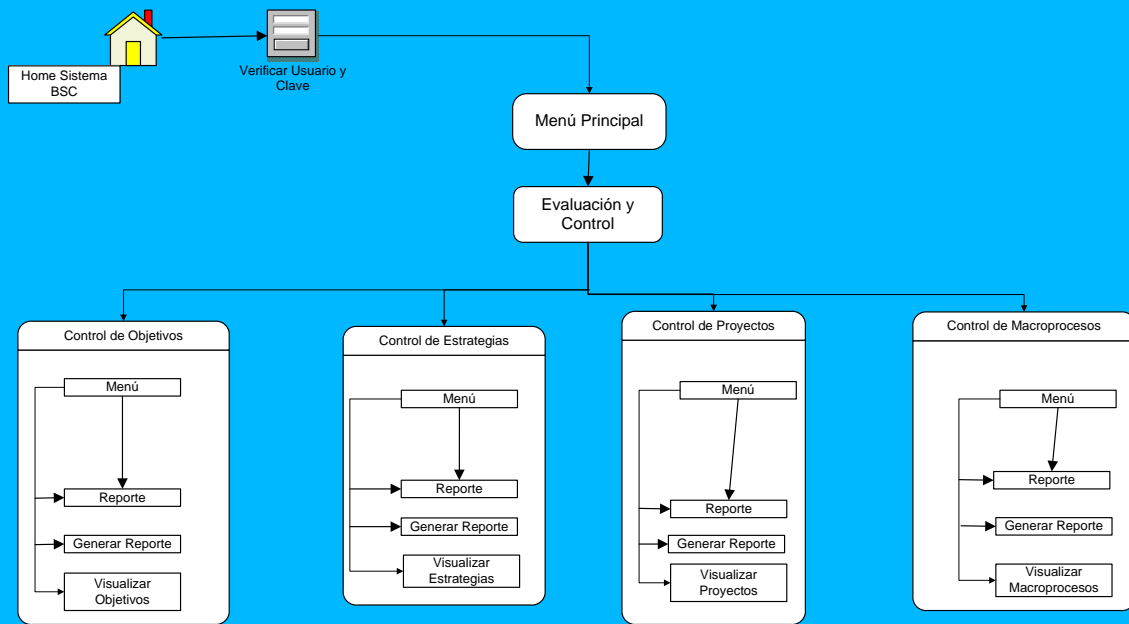 Home Sistema
BSC
Verificar Usuario y
Clave
Menú Principal
Evaluación y
Control
Control de Objetivos
Menú
Reporte
Generar Reporte
Visualizar
Objetivos
Control de Estrategias
Menú
Reporte
Generar Reporte
Visualizar
Estrategias
Control de Proyectos
Menú
Reporte
Generar Reporte
Visualizar
Proyectos
Control de Macroprocesos
Menú
Reporte
Generar Reporte
Visualizar
Macroprocesos